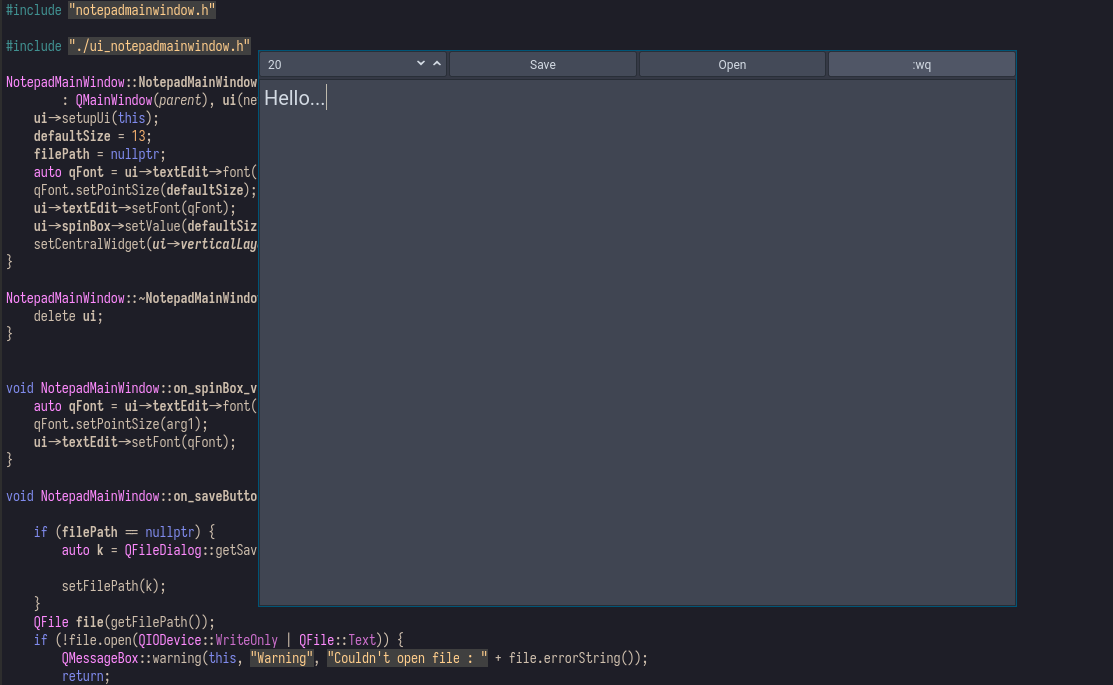 #include "notepadmainwindow.h"
#include "./ui_notepadmainwindow.h"
NotepadMainWindow::NotepadMainWindow
: QMainWindow(parent), ui(ne
ui→setupUi(this);
defaultSize = 13;
filePath = nullptr;
auto qFont = ui→textEdit→font(
qFont.setPointSize(defaultSize);
ui→textEdit→setFont(qFont);
ui→spinBox→setValue(defaultSiz
setCentralWidget(ui→verticalLay
}
NotepadMainWindow::~NotepadMainWindo
delete ui;
}
void NotepadMainWindow::on_spinBox_v
auto qFont = ui→textEdit→font(
qFont.setPointSize(arg1);
ui→textEdit→setFont(qFont);
}
void NotepadMainWindow::on_saveButto
if (filePath == nullptr) {
auto k = QFileDialog::getSav
setFilePath(k);
}
QFile file(getFilePath());
if (!file.open(QIODevice::WriteOnly | QFile::Text)) {
QMessageBox::warning(this, "Warning", "Couldn't open file : " + file.errorString());
return;
20 Save Open :wq
Hello...